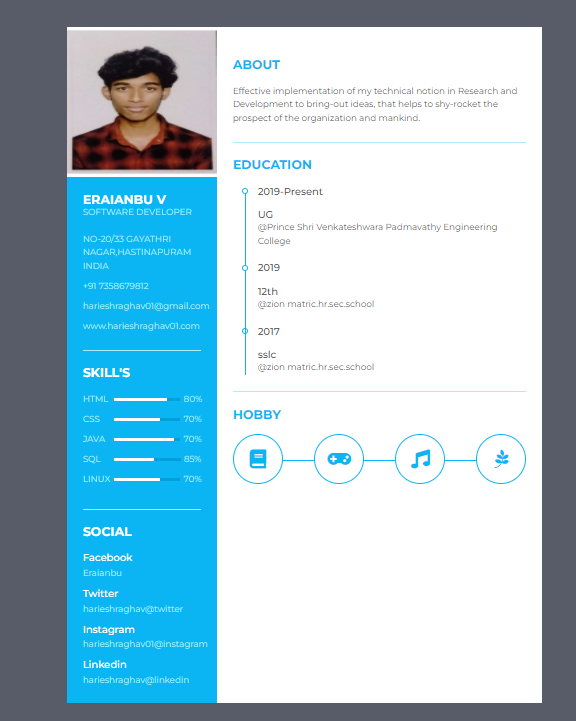 ERAIANBU V
SOFTWARE DEVELOPER
NO-20/33 GAYATHRI
NAGAR,HASTINAPURAM
INDIA
+91 7358679812
harieshraghav01@gmail.com
www.harieshraghav01.com
SKILL'S
HTML 80%
CSS 70%
JAVA 70%
SQL 85%
LINUX 70%
SOCIAL
Facebook
Eraianbu
Twitter
harieshraghav@twitter
Instagram
harieshraghav01@instagram
Linkedin
harieshraghav@linkedin
ABOUT
Effective implementation of my technical notion in Research and
Development to bring-out ideas, that helps to shy-rocket the
prospect of the organization and mankind.
EDUCATION
2019-Present
UG
@Prince Shri Venkateshwara Padmavathy Engineering
College
2019
12th
@zion matric.hr.sec.school
2017
sslc
@zion matric.hr.sec.school
HOBBY